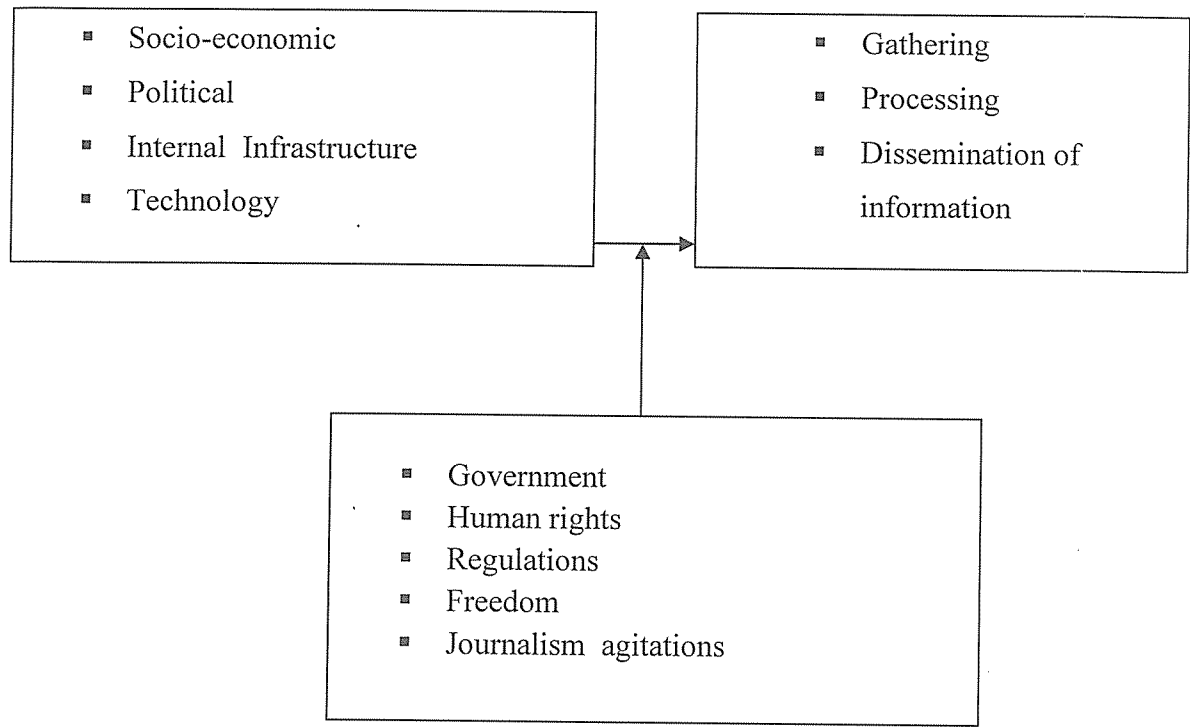 ▪ Socio-economic
▪ Political
▪ Internal Infrastructure
▪ Technology
▪ Gathering
▪ Processing
▪ Dissemination of
information
▪ Government
▪ Human rights
▪ Regulations
▪ Freedom
▪ Journalism agitations